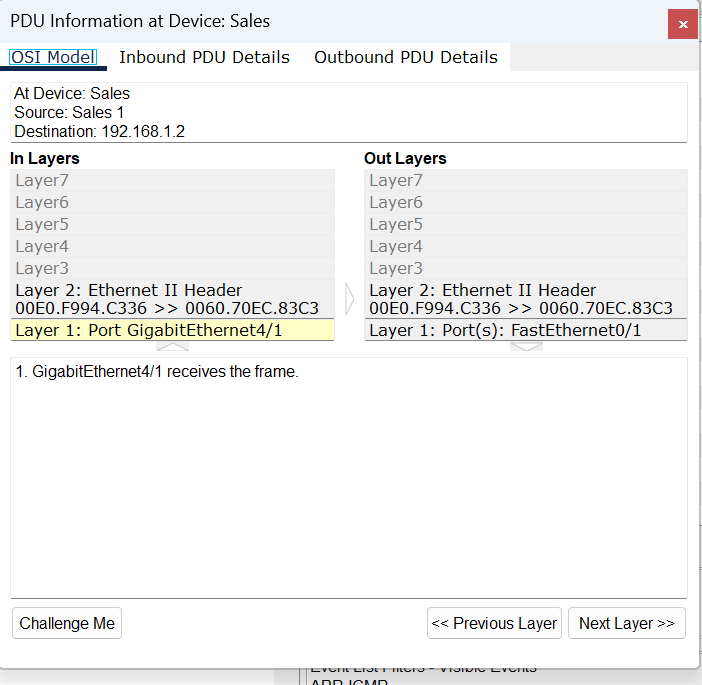 PDU Information at Device: Sales
OSI Model Inbound PDU Details Outbound PDU Details
At Device: Sales
Source: Sales 1
Destination: 192.168.1.2
In Layers
Layer7
Layer6
Layer5
Layer4
Layer3
Layer 2: Ethernet II Header
00E0.F994.C336 >> 0060.70EC.83C3
Layer 1: Port GigabitEthernet4/1
Out Layers
Layer7
Layer6
Layer5
Layer4
Layer3
Layer 2: Ethernet II Header
00E0.F994.C336 >> 0060.70EC.83C3
Layer 1: Port(s): FastEthernet0/1
1. GigabitEthernet4/1 receives the frame.
Challenge Me << Previous Layer Next Layer >>
Event List Filters - Visible Events
ARP, ICMP